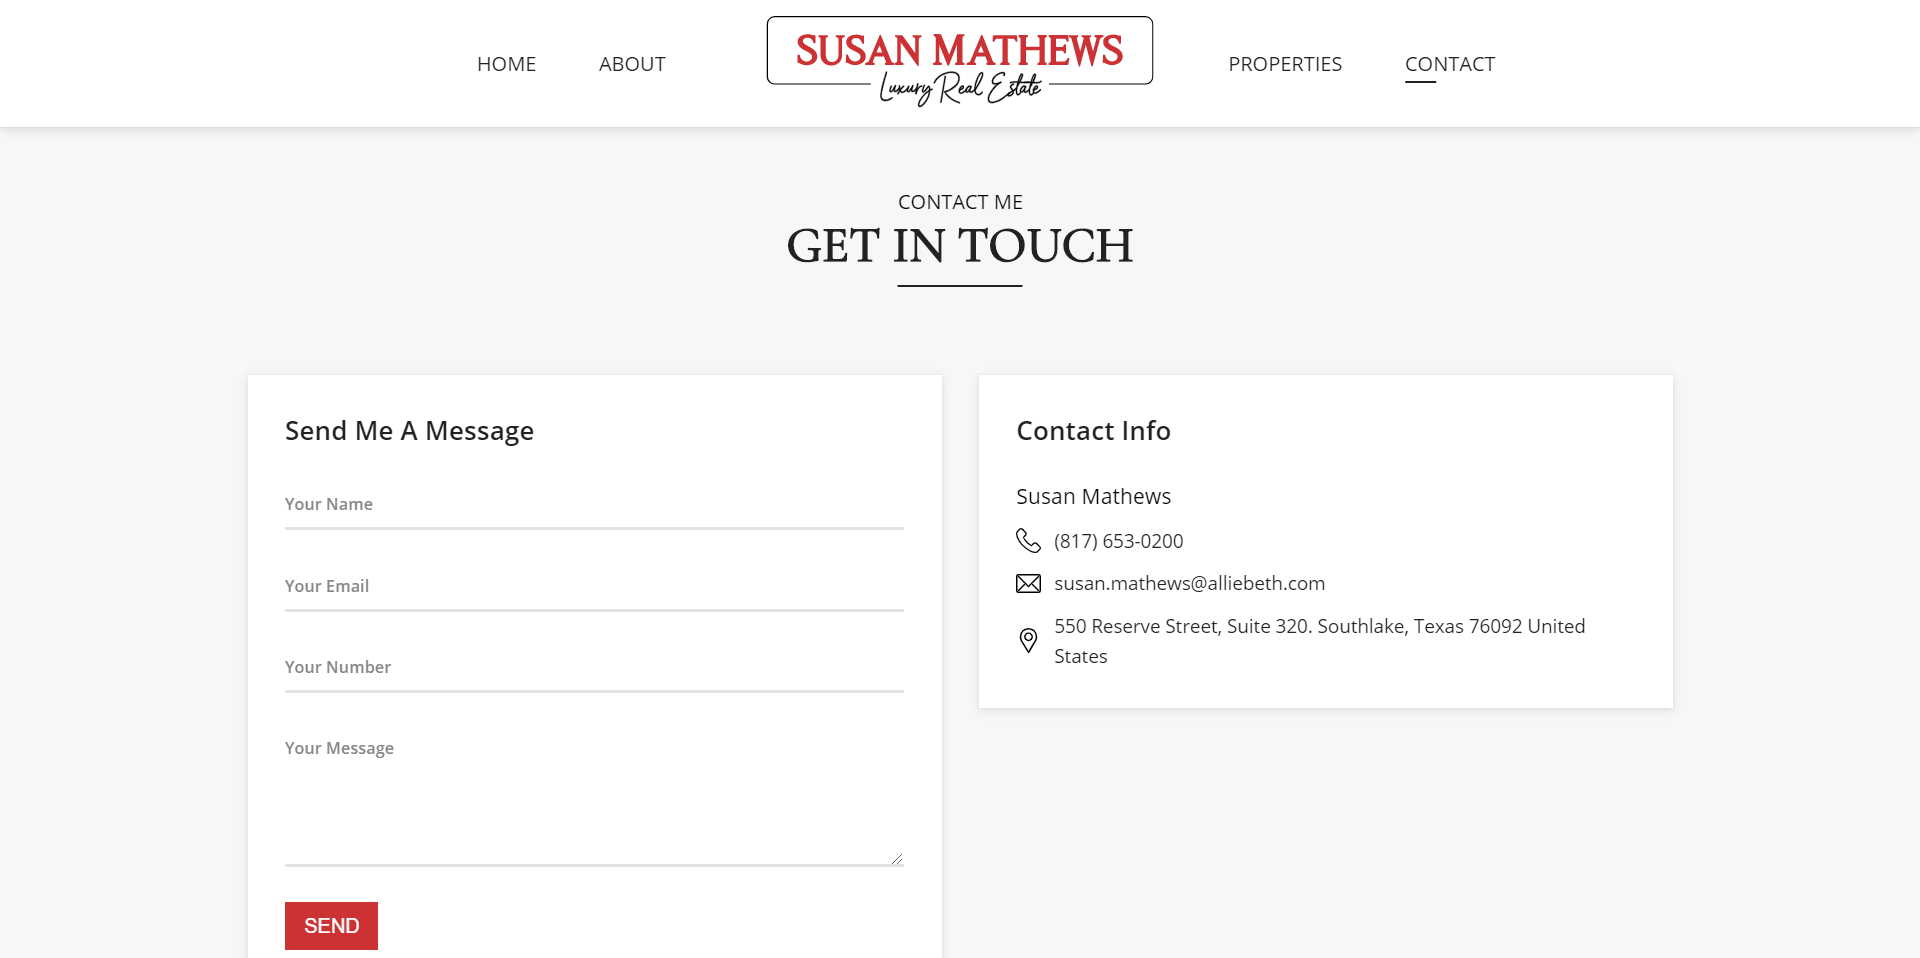 HOME
ABOUT
SUSAN MATHEWS
Luxury Real Estate
PROPERTIES
CONTACT
CONTACT ME
GET IN TOUCH
Send Me A Message
Your Name
Your Email
Your Number
Your Message
SEND
Contact Info
Susan Mathews
(817) 653-0200
susan.mathews@alliebeth.com
550 Reserve Street, Suite 320. Southlake, Texas 76092 United
States